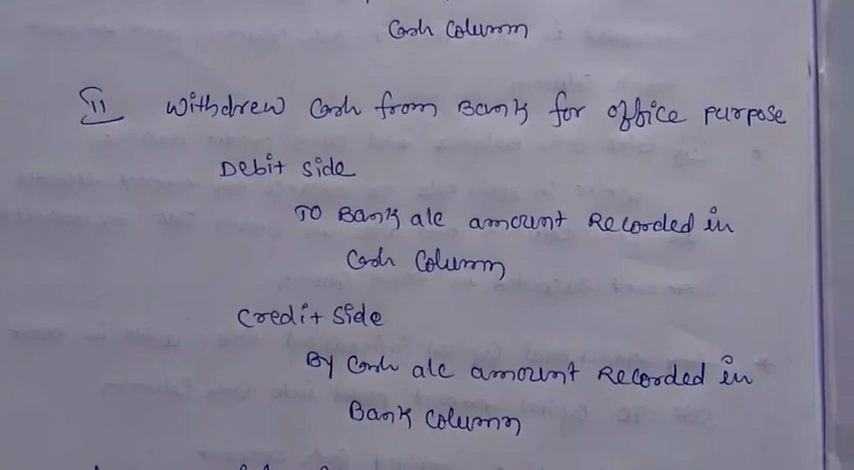 Cash Column
II Withdrew Cash from Bank for office purpose
Debit side
To Bank a/c amount Recorded in
Cash Column
Credit side
By Cash a/c amount Recorded in
Bank Column